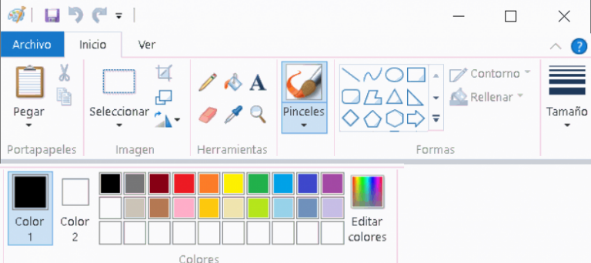 Archivo Inicio Ver
Pegar Seleccionar Pinceles Contorno
Rellenar Tamaño
Portapapeles Imagen Herramientas Formas
Color 1
Color 2
Editar colores
Colores